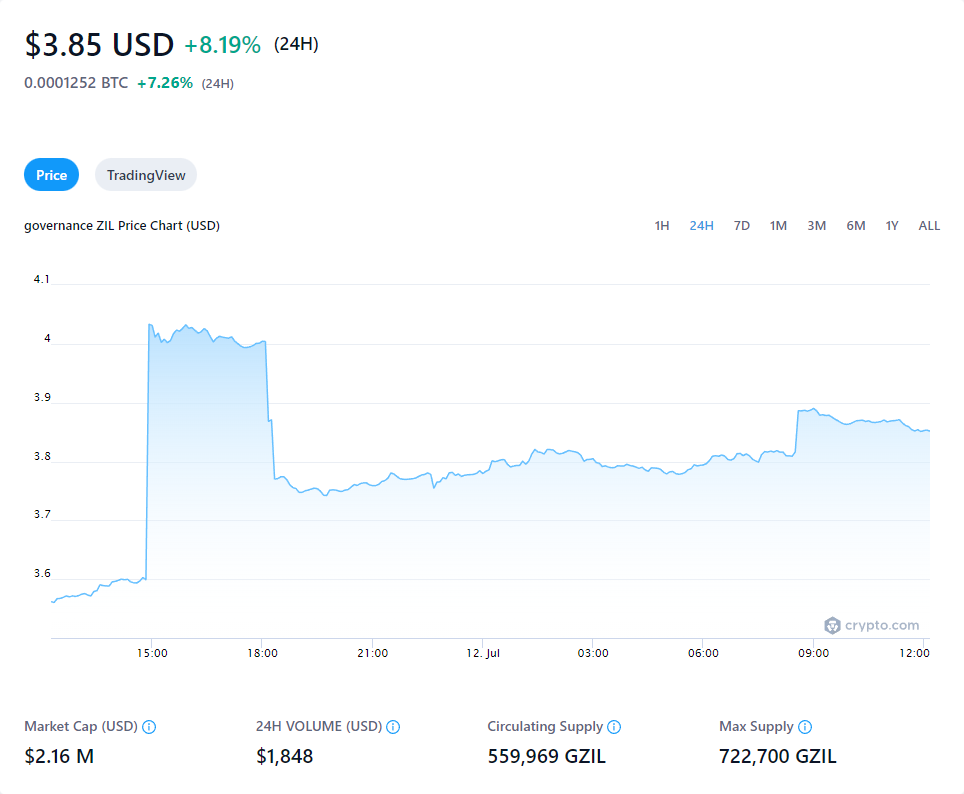 $3.85 USD +8.19% (24H)
0.0001252 BTC +7.26% (24H)
Price TradingView
governance ZIL Price Chart (USD) 1H 24H 7D 1M 3M 6M 1Y ALL
4.1
4
3.9
3.8
3.7
3.6
crypto.com
15:00 18:00 21:00 12. Jul 03:00 06:00 09:00 12:00
Market Cap (USD) 24H VOLUME (USD) Circulating Supply Max Supply
$2.16 M $1,848 559,969 GZIL 722,700 GZIL